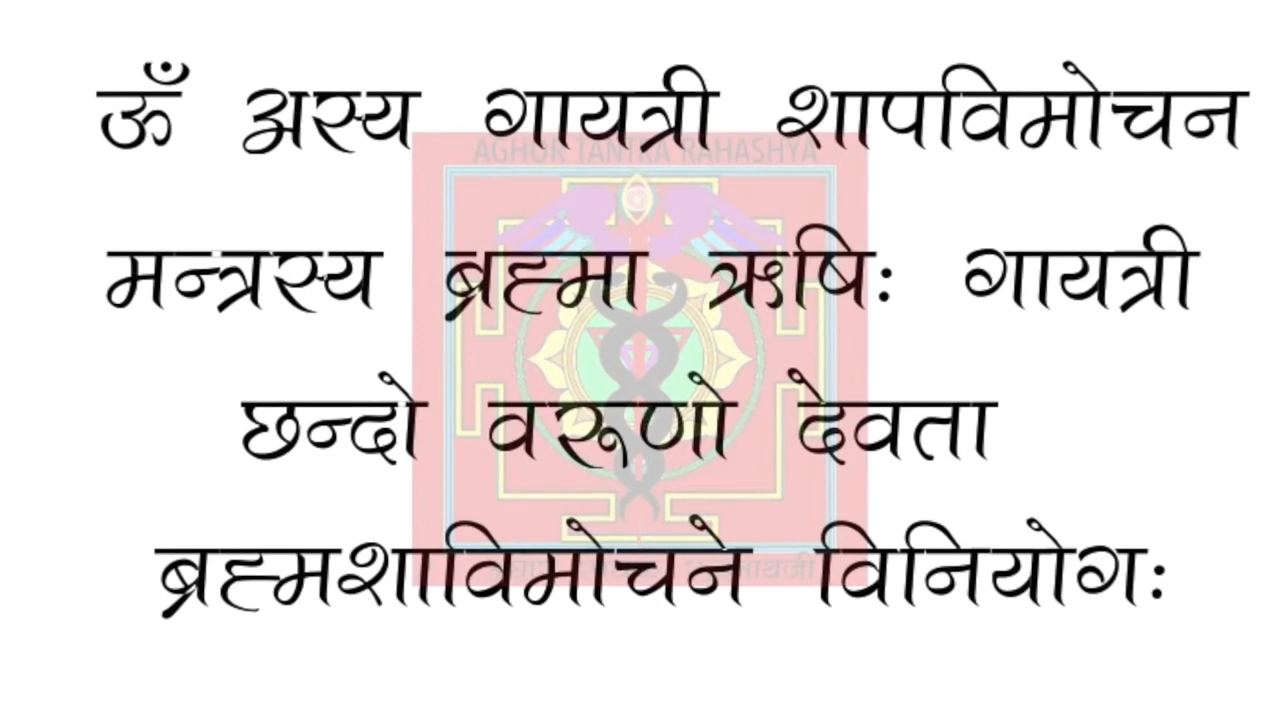 ऊँ अस्य गायत्री शापविमोचन
AGHOR TANTRA RAHASHYA
मन्त्रस्य ब्रह्मा ऋषिः गायत्री
छन्दो वरूणो देवता
ब्रह्मशाविमोचने विनियोगः